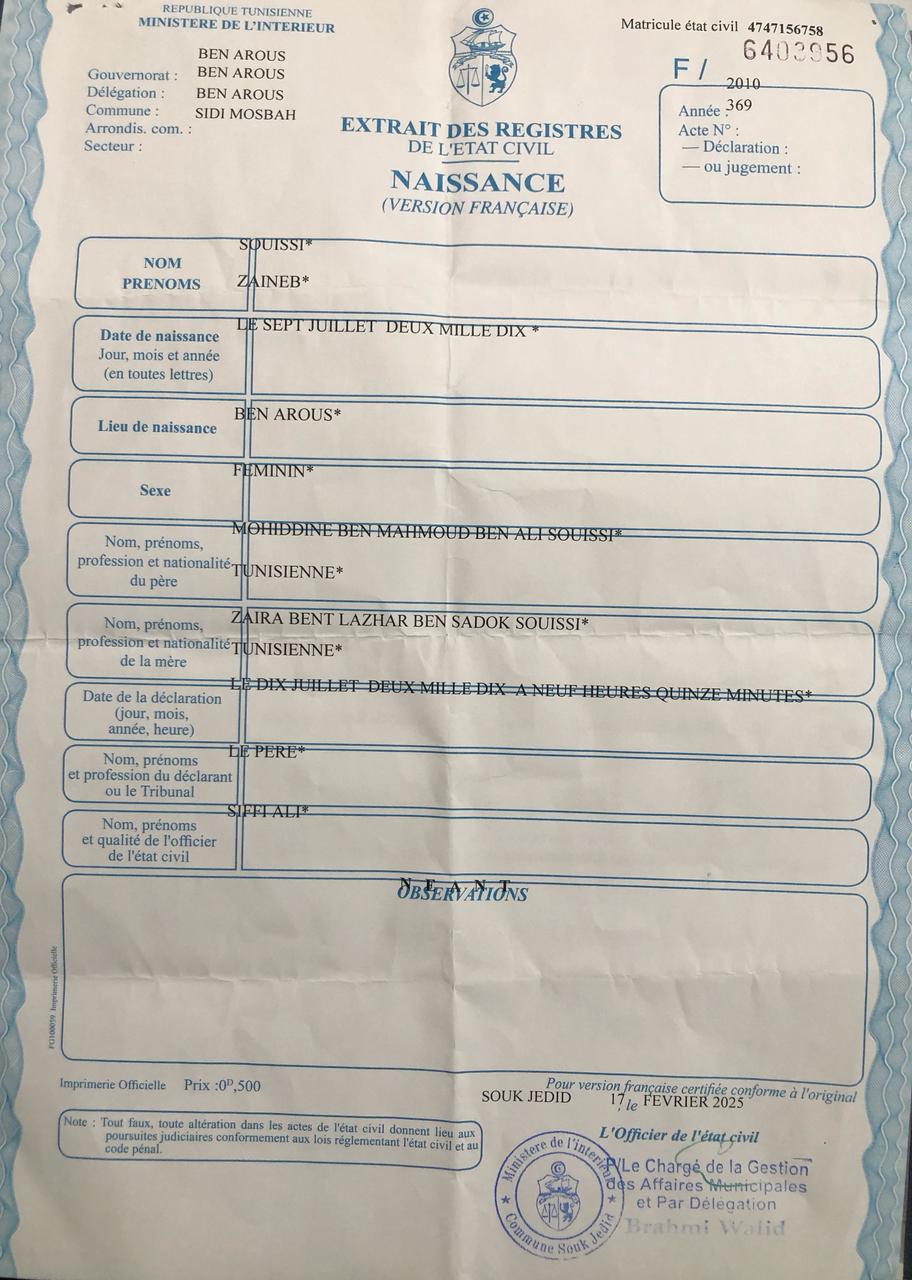 REPUBLIQUE TUNISIENNE
MINISTERE DE L'INTERIEUR
BEN AROUS
Gouvernorat : BEN AROUS
Délégation : BEN AROUS
Commune : SIDI MOSBAH
Arrondis. com. :
Secteur :
Matricule état civil 4747156758
6403956
F /
2010
Année : 369
Acte N° :
— Déclaration :
— ou jugement :
EXTRAIT DES REGISTRES
DE L'ETAT CIVIL
NAISSANCE
(VERSION FRANÇAISE)
NOM
PRENOMS
SOUISSI*
ZAINEB*
Date de naissance
Jour, mois et année
(en toutes lettres)
LE SEPT JUILLET DEUX MILLE DIX *
Lieu de naissance
BEN AROUS*
Sexe
FEMININ*
Nom, prénoms,
profession et nationalité
du père
MOHIDDINE BEN MAHMOUD BEN ALI SOUISSI*
TUNISIENNE*
Nom, prénoms,
profession et nationalité
de la mère
ZAIRA BENT LAZHAR BEN SADOK SOUISSI*
TUNISIENNE*
Date de la déclaration
(jour, mois,
année, heure)
LE DIX JUILLET DEUX MILLE DIX A NEUF HEURES QUINZE MINUTES*
Nom, prénoms
et profession du déclarant
ou le Tribunal
LE PERE*
Nom, prénoms
et qualité de l'officier
de l'état civil
SIFFI ALI*
N E A N T
OBSERVATIONS
FG100059 Imprimerie Officielle
Imprimerie Officielle Prix :0ᴰ,500
Pour version française certifiée conforme à l'original
SOUK JEDID 17, le FEVRIER 2025
Note : Tout faux, toute altération dans les actes de l'état civil donnent lieu aux
poursuites judiciaires conformement aux lois réglementant l'état civil et au
code pénal.
L'Officier de l'état civil
P/Le Chargé de la Gestion
des Affaires Municipales
et Par Délégation
Brahmi Walid
Ministere de l'interieur
Commune Souk Jedid